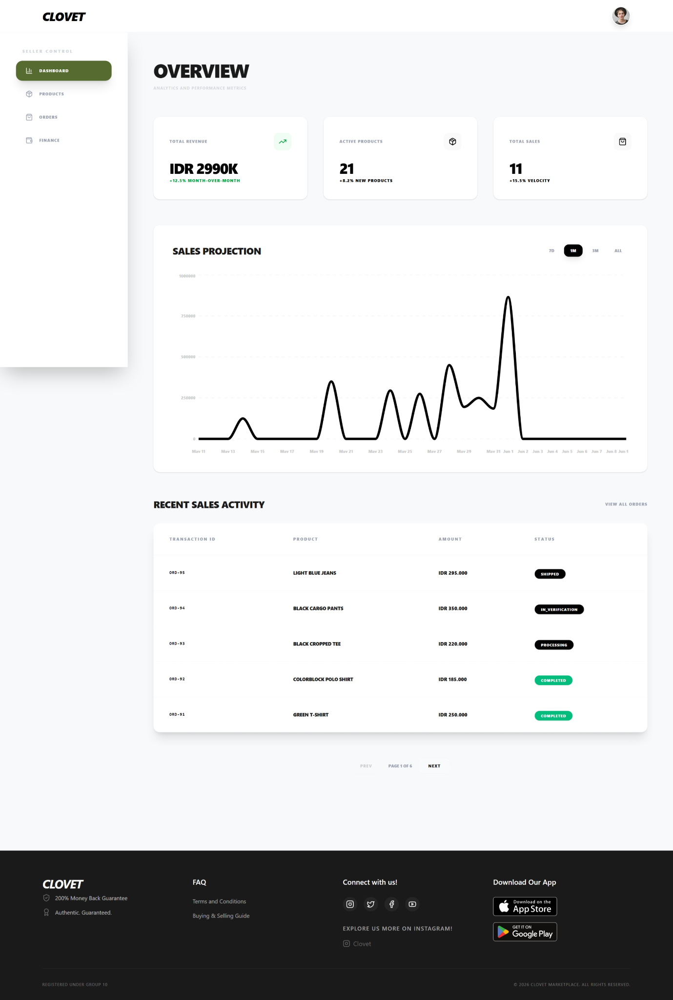 CLOVET
SELLER CONTROL
DASHBOARD
PRODUCTS
ORDERS
FINANCE
OVERVIEW
ANALYTICS AND PERFORMANCE METRICS
TOTAL REVENUE
IDR 2990K
+12.5% MONTH-OVER-MONTH
ACTIVE PRODUCTS
21
+8.2% NEW PRODUCTS
TOTAL SALES
11
+15.5% VELOCITY
SALES PROJECTION
7D 1M 3M ALL
1000000
750000
500000
250000
0
May 11 May 13 May 15 May 17 May 19 May 21 May 23 May 25 May 27 May 29 May 31 Jun 1 Jun 2 Jun 3 Jun 4 Jun 5 Jun 6 Jun 7 Jun 8 Jun 9
RECENT SALES ACTIVITY
VIEW ALL ORDERS
TRANSACTION ID PRODUCT AMOUNT STATUS
ORD-95 LIGHT BLUE JEANS IDR 295.000 SHIPPED
ORD-94 BLACK CARGO PANTS IDR 350.000 IN_VERIFICATION
ORD-93 BLACK CROPPED TEE IDR 220.000 PROCESSING
ORD-92 COLORBLOCK POLO SHIRT IDR 185.000 COMPLETED
ORD-91 GREEN T-SHIRT IDR 250.000 COMPLETED
PREV PAGE 1 OF 6 NEXT
CLOVET
200% Money Back Guarantee
Authentic. Guaranteed.
FAQ
Terms and Conditions
Buying & Selling Guide
Connect with us!
EXPLORE US MORE ON INSTAGRAM!
Clovet
Download Our App
Download on the
App Store
GET IT ON
Google Play
REGISTERED UNDER GROUP 10
© 2026 CLOVET MARKETPLACE. ALL RIGHTS RESERVED.